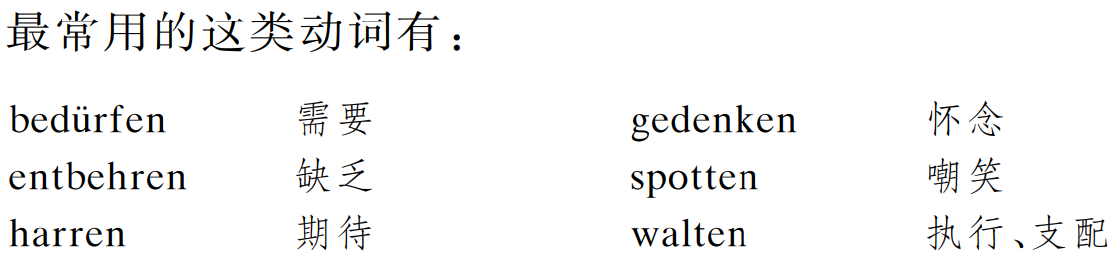 最常用的这类动词有：
bedürfen 需要 gedenken 怀念
entbehren 缺乏 spotten 嘲笑
harren 期待 walten 执行、支配